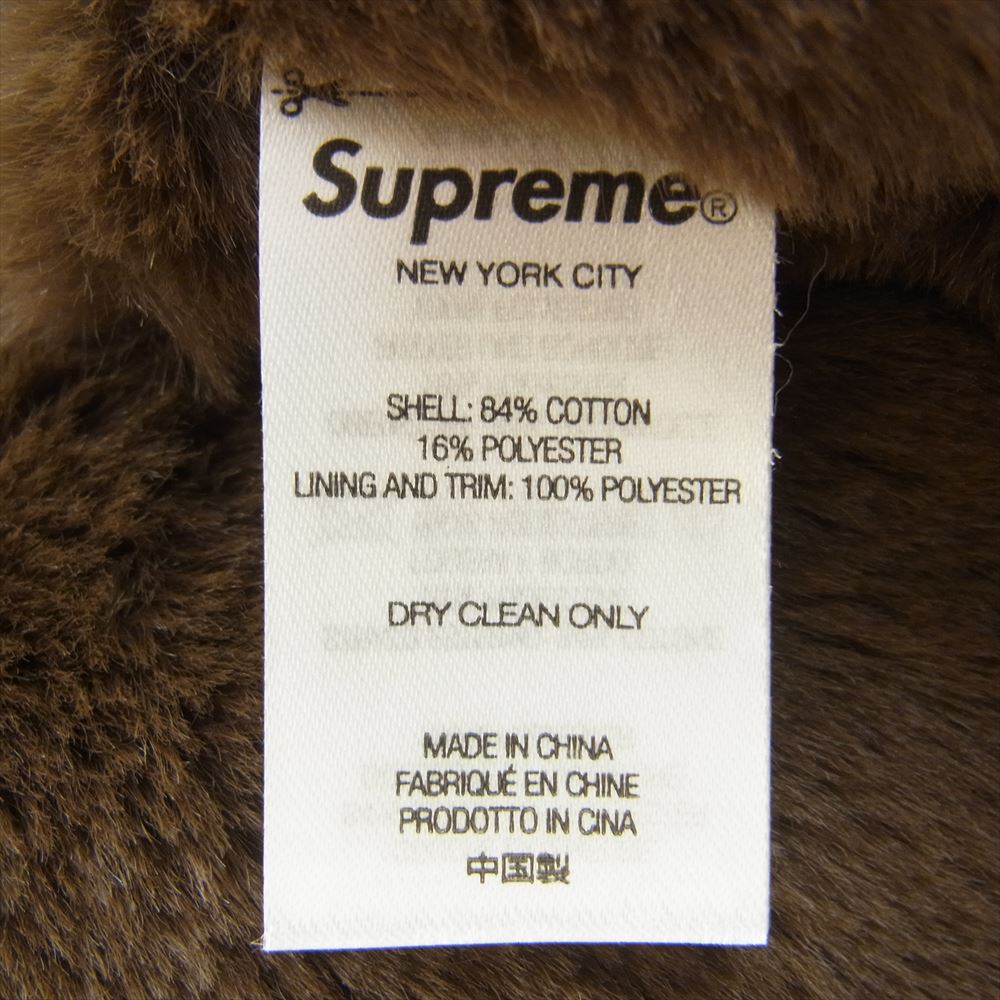 Supreme®
NEW YORK CITY
SHELL: 84% COTTON
16% POLYESTER
LINING AND TRIM: 100% POLYESTER
DRY CLEAN ONLY
MADE IN CHINA
FABRIQUÉ EN CHINE
PRODOTTO IN CINA
中国製